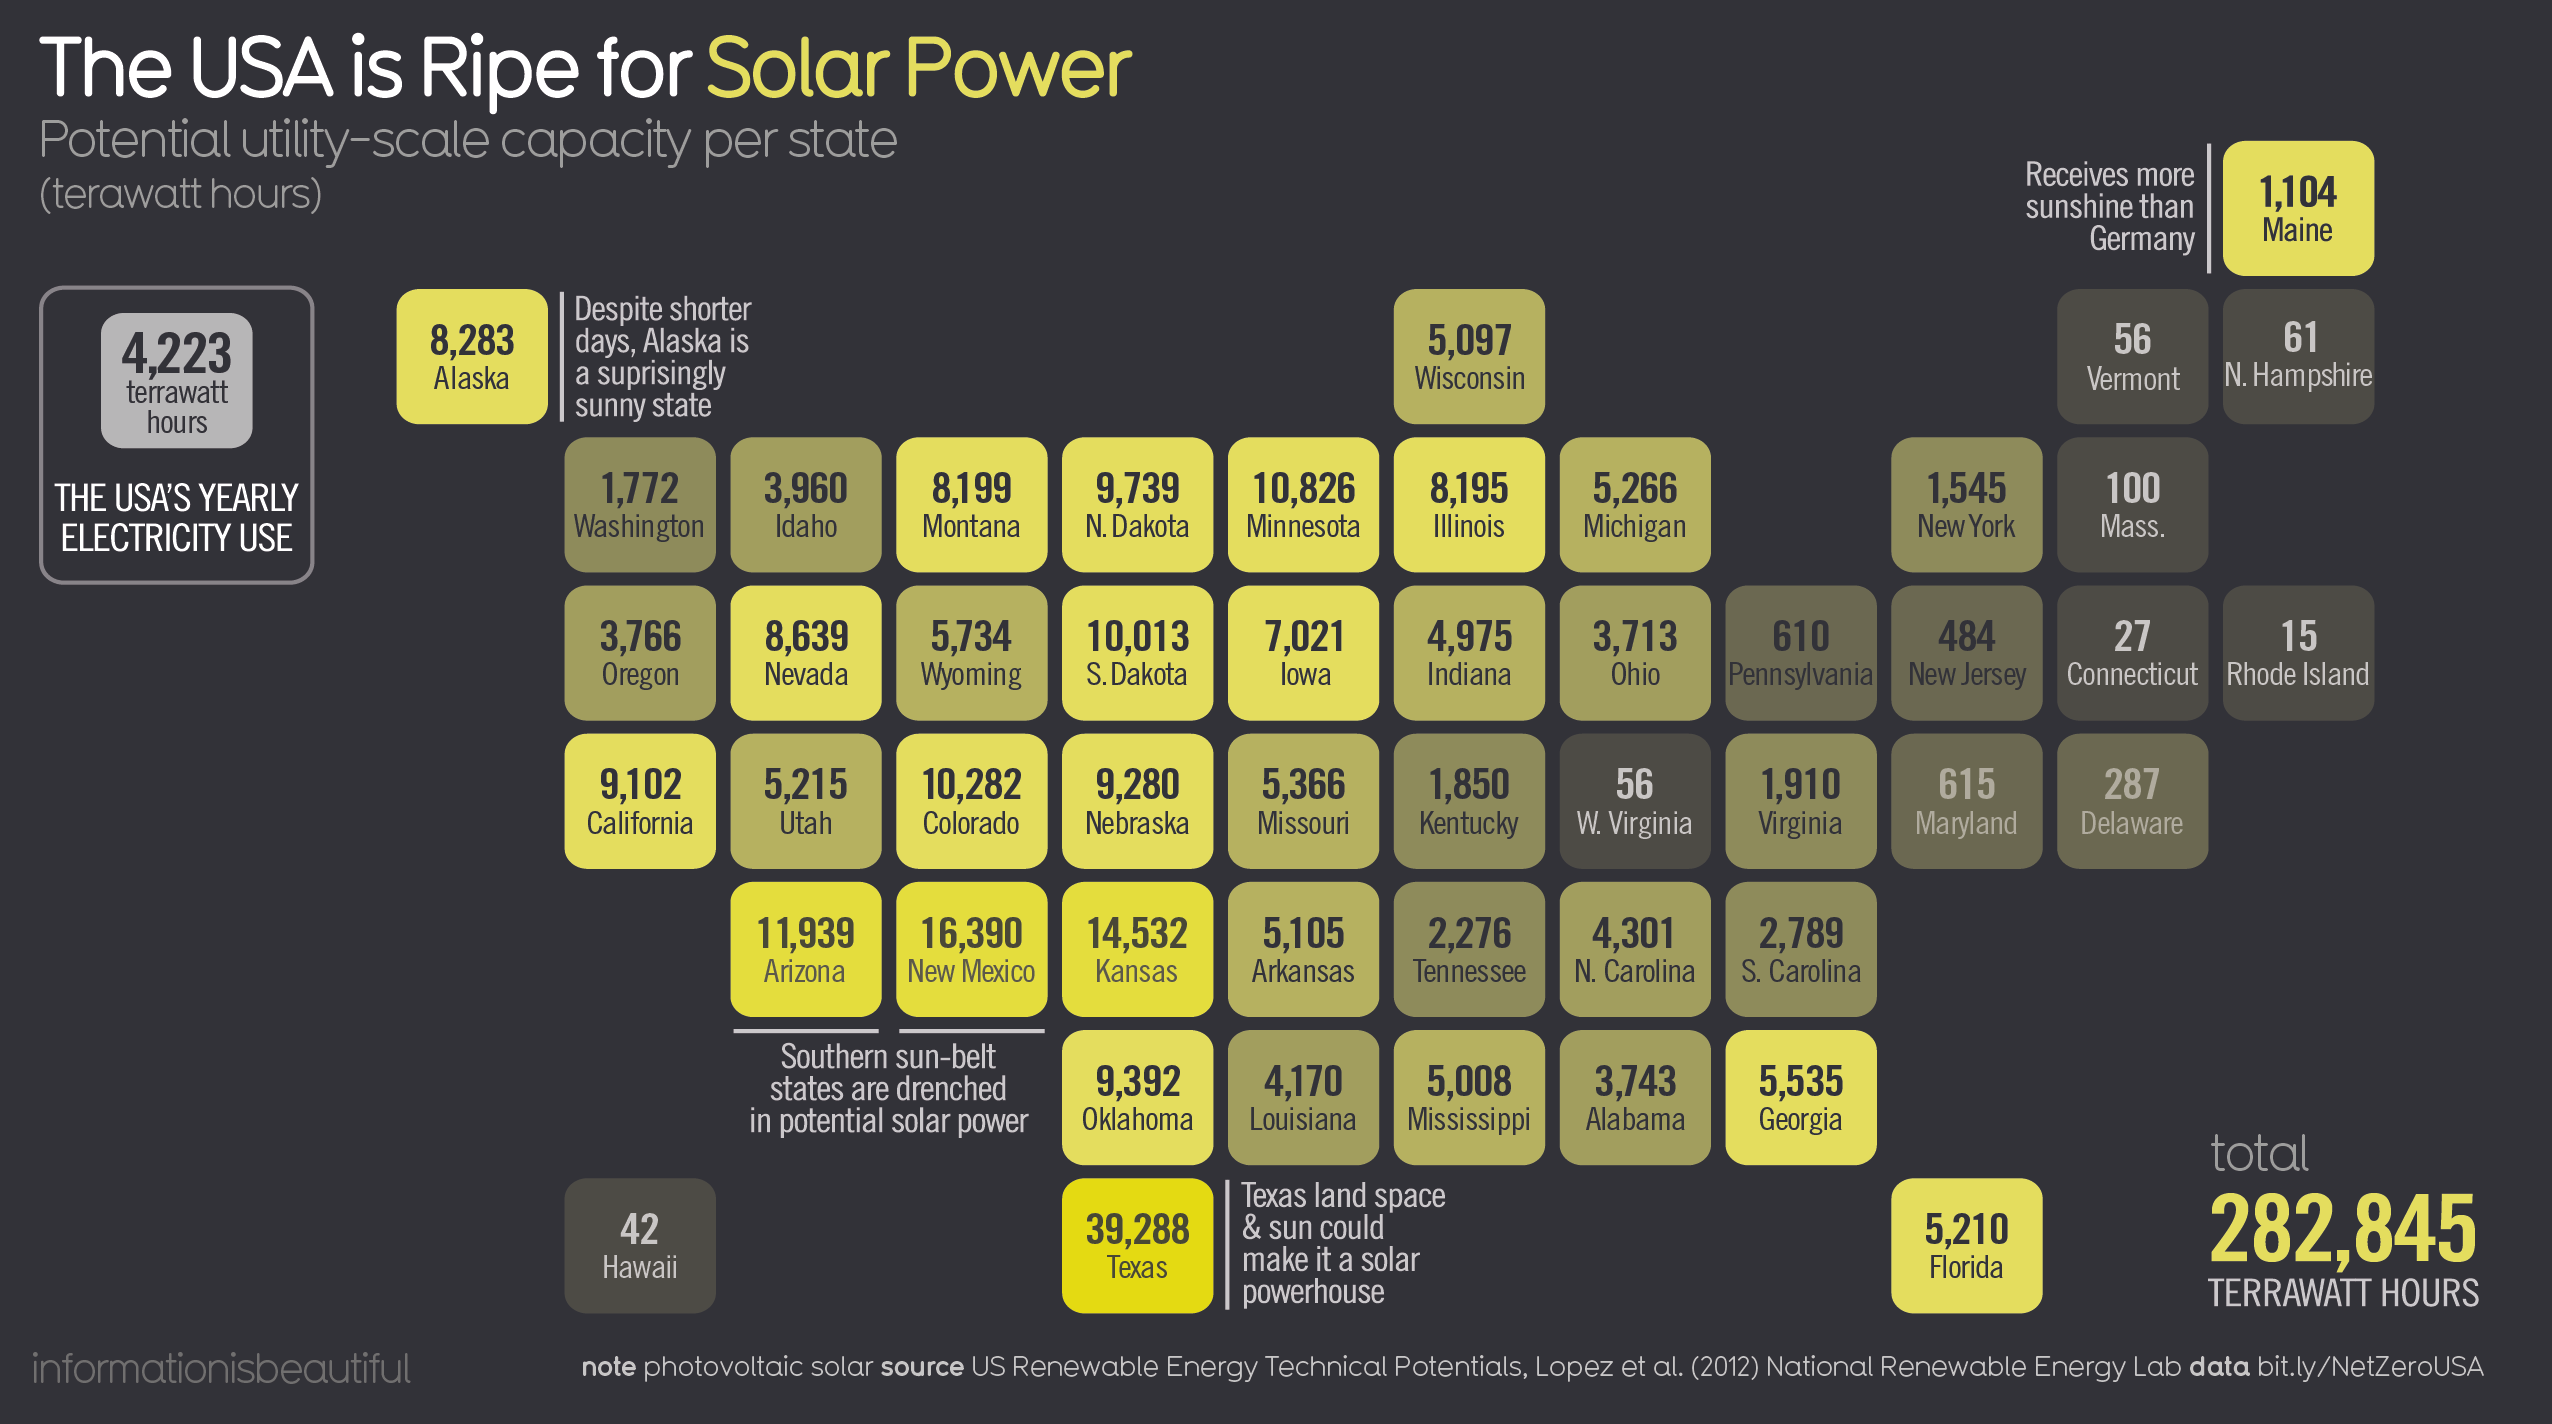 The USA is Ripe for Solar Power
Potential utility-scale capacity per state
(terawatt hours)
Receives more
sunshine than
Germany
1,104
Maine
4,223
terrawatt
hours
THE USA'S YEARLY
ELECTRICITY USE
8,283
Alaska
Despite shorter
days, Alaska is
a suprisingly
sunny state
5,097
Wisconsin
56
Vermont
61
N. Hampshire
1,772
Washington
3,960
Idaho
8,199
Montana
9,739
N. Dakota
10,826
Minnesota
8,195
Illinois
5,266
Michigan
1,545
New York
100
Mass.
3,766
Oregon
8,639
Nevada
5,734
Wyoming
10,013
S. Dakota
7,021
Iowa
4,975
Indiana
3,713
Ohio
610
Pennsylvania
484
New Jersey
27
Connecticut
15
Rhode Island
9,102
California
5,215
Utah
10,282
Colorado
9,280
Nebraska
5,366
Missouri
1,850
Kentucky
56
W. Virginia
1,910
Virginia
615
Maryland
287
Delaware
11,939
Arizona
16,390
New Mexico
14,532
Kansas
5,105
Arkansas
2,276
Tennessee
4,301
N. Carolina
2,789
S. Carolina
Southern sun-belt
states are drenched
in potential solar power
9,392
Oklahoma
4,170
Louisiana
5,008
Mississippi
3,743
Alabama
5,535
Georgia
42
Hawaii
39,288
Texas
Texas land space
& sun could
make it a solar
powerhouse
5,210
Florida
total
282,845
TERRAWATT HOURS
informationisbeautiful
note photovoltaic solar source US Renewable Energy Technical Potentials, Lopez et al. (2012) National Renewable Energy Lab data bit.ly/NetZeroUSA